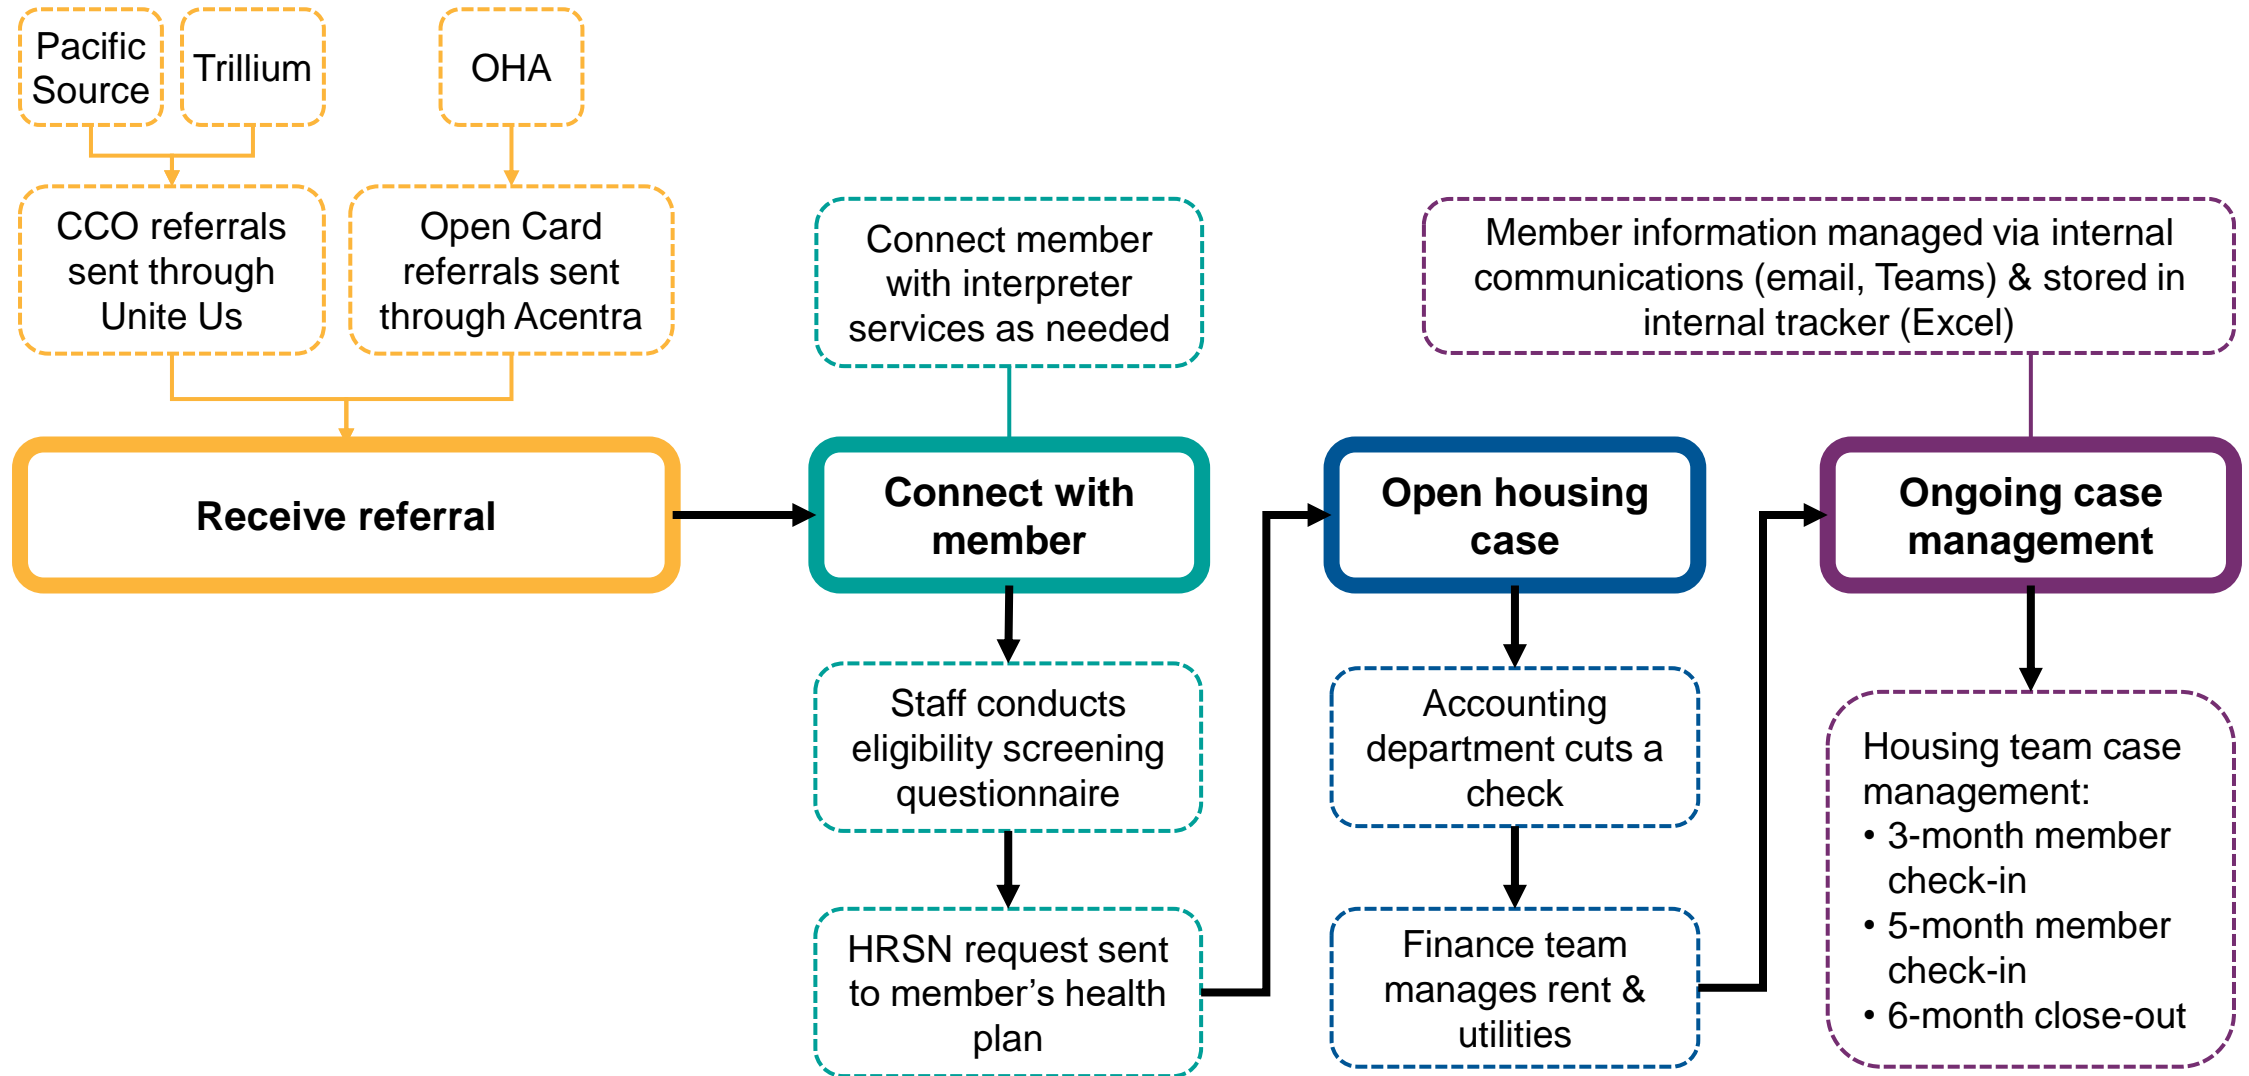 Pacific
Source
Trillium
OHA
CCO referrals
sent through
Unite Us
Open Card
referrals sent
through Acentra
Connect member
with interpreter
services as needed
Member information managed via internal
communications (email, Teams) & stored in
internal tracker (Excel)
Receive referral
Connect with
member
Open housing
case
Ongoing case
management
Staff conducts
eligibility screening
questionnaire
Accounting
department cuts a
check
Housing team case
management:
• 3-month member
check-in
• 5-month member
check-in
• 6-month close-out
HRSN request sent
to member’s health
plan
Finance team
manages rent &
utilities